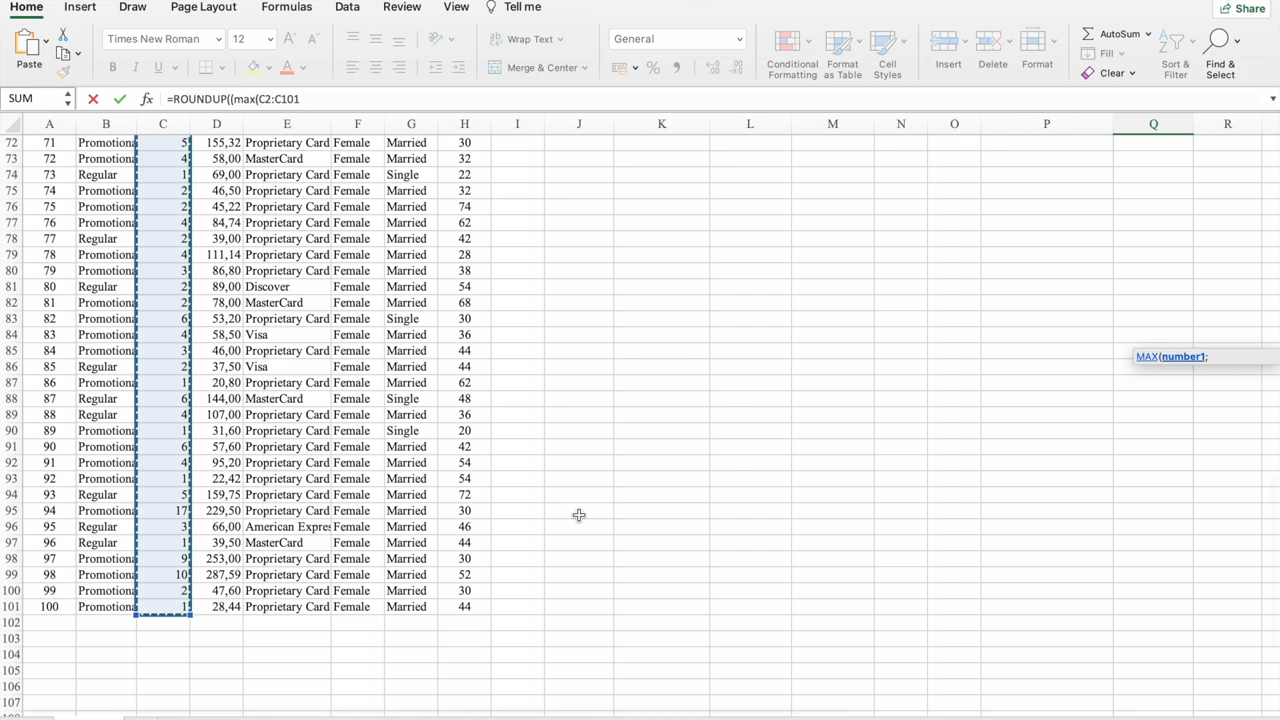 Home Insert Draw Page Layout Formulas Data Review View Tell me Share
Times New Roman 12 Wrap Text General AutoSum
Fill
Paste B I U A Merge & Center % Conditional Formatting Format as Table Cell Styles Insert Delete Format Clear Sort & Filter Find & Select
SUM fx =ROUNDUP((max(C2:C101
A B C D E F G H I J K L M N O P Q R
72 71 Promotiona 5 155,32 Proprietary Card Female Married 30
73 72 Promotiona 4 58,00 MasterCard Female Married 32
74 73 Regular 1 69,00 Proprietary Card Female Single 22
75 74 Promotiona 2 46,50 Proprietary Card Female Married 32
76 75 Promotiona 2 45,22 Proprietary Card Female Married 74
77 76 Promotiona 4 84,74 Proprietary Card Female Married 62
78 77 Regular 2 39,00 Proprietary Card Female Married 42
79 78 Promotiona 4 111,14 Proprietary Card Female Married 28
80 79 Promotiona 3 86,80 Proprietary Card Female Married 38
81 80 Regular 2 89,00 Discover Female Married 54
82 81 Promotiona 2 78,00 MasterCard Female Married 68
83 82 Promotiona 6 53,20 Proprietary Card Female Single 30
84 83 Promotiona 4 58,50 Visa Female Married 36
85 84 Promotiona 3 46,00 Proprietary Card Female Married 44
MAX(number1;
86 85 Regular 2 37,50 Visa Female Married 44
87 86 Promotiona 1 20,80 Proprietary Card Female Married 62
88 87 Regular 6 144,00 MasterCard Female Single 48
89 88 Regular 4 107,00 Proprietary Card Female Married 36
90 89 Promotiona 1 31,60 Proprietary Card Female Single 20
91 90 Promotiona 6 57,60 Proprietary Card Female Married 42
92 91 Promotiona 4 95,20 Proprietary Card Female Married 54
93 92 Promotiona 1 22,42 Proprietary Card Female Married 54
94 93 Regular 5 159,75 Proprietary Card Female Married 72
95 94 Promotiona 17 229,50 Proprietary Card Female Married 30
96 95 Regular 3 66,00 American Expres Female Married 46
97 96 Regular 1 39,50 MasterCard Female Married 44
98 97 Promotiona 9 253,00 Proprietary Card Female Married 30
99 98 Promotiona 10 287,59 Proprietary Card Female Married 52
100 99 Promotiona 2 47,60 Proprietary Card Female Married 30
101 100 Promotiona 1 28,44 Proprietary Card Female Married 44
102
103
104
105
106
107